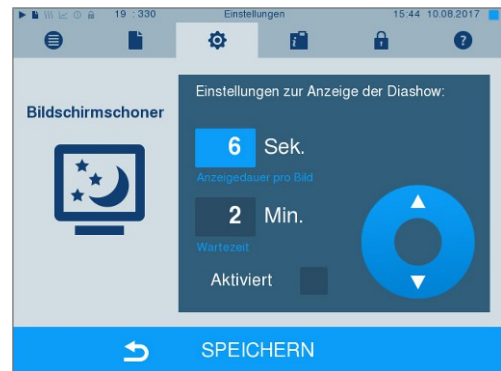 19 : 330 Einstellungen 15:44 10.08.2017
Bildschirmschoner
Einstellungen zur Anzeige der Diashow:
6 Sek.
Anzeigedauer pro Bild
2 Min.
Wartezeit
Aktiviert
SPEICHERN